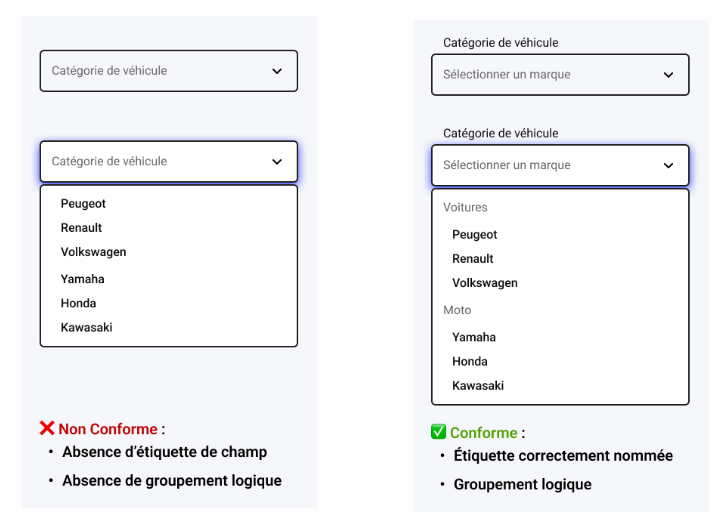 Catégorie de véhicule
Catégorie de véhicule
Peugeot
Renault
Volkswagen
Yamaha
Honda
Kawasaki
❌ Non Conforme :
• Absence d’étiquette de champ
• Absence de groupement logique
Catégorie de véhicule
Sélectionner un marque
Catégorie de véhicule
Sélectionner un marque
Voitures
Peugeot
Renault
Volkswagen
Moto
Yamaha
Honda
Kawasaki
✅ Conforme :
• Étiquette correctement nommée
• Groupement logique